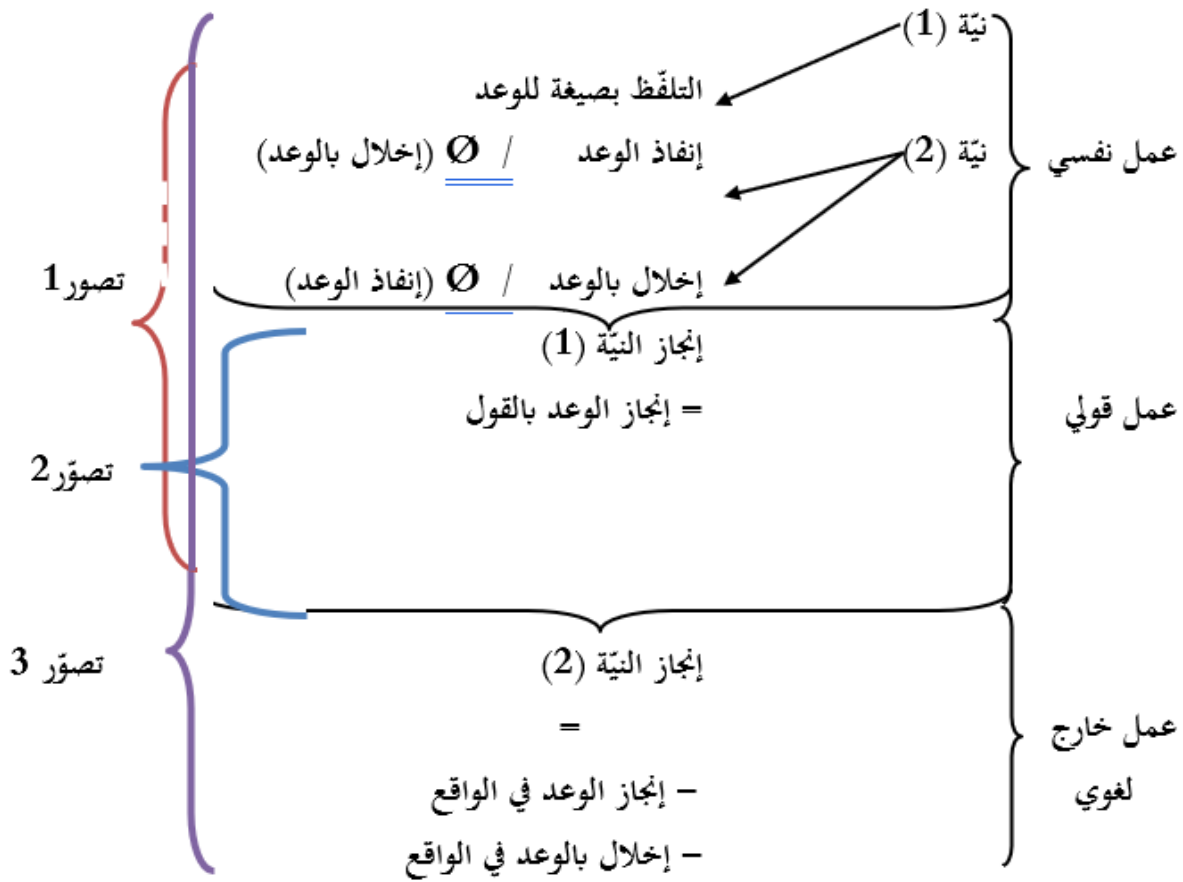 نيّة (1)
التلفّظ بصيغة للوعد
عمل نفسي
نيّة (2)
إنفاذ الوعد / Ø (إخلال بالوعد)
إخلال بالوعد / Ø (إنفاذ الوعد)
تصور1
إنجاز النيّة (1)
عمل قولي
= إنجاز الوعد بالقول
تصوّر2
إنجاز النيّة (2)
تصوّر 3
عمل خارج
=
لغوي
– إنجاز الوعد في الواقع
– إخلال بالوعد في الواقع